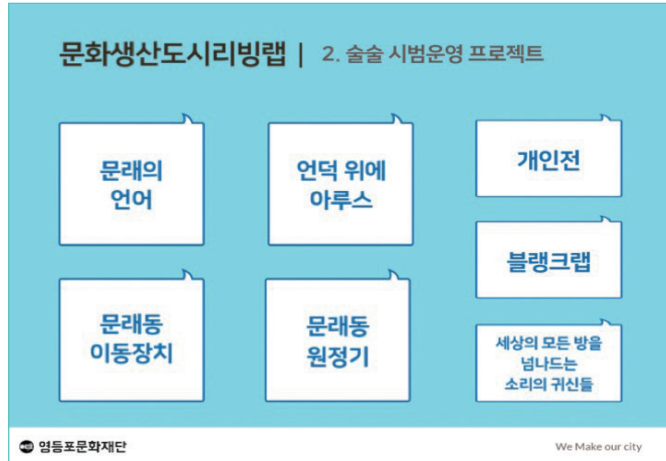 문화생산도시리빙랩 | 2. 술술 시범운영 프로젝트
문래의
언어
언덕 위에
아루스
개인전
블랭크랩
문래동
이동장치
문래동
원정기
세상의 모든 방을
넘나드는
소리의 귀신들
영등포문화재단
We Make our city